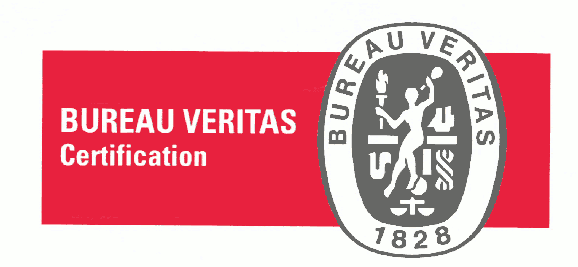 BUREAU VERITAS
Certification
BUREAU VERITAS
1828